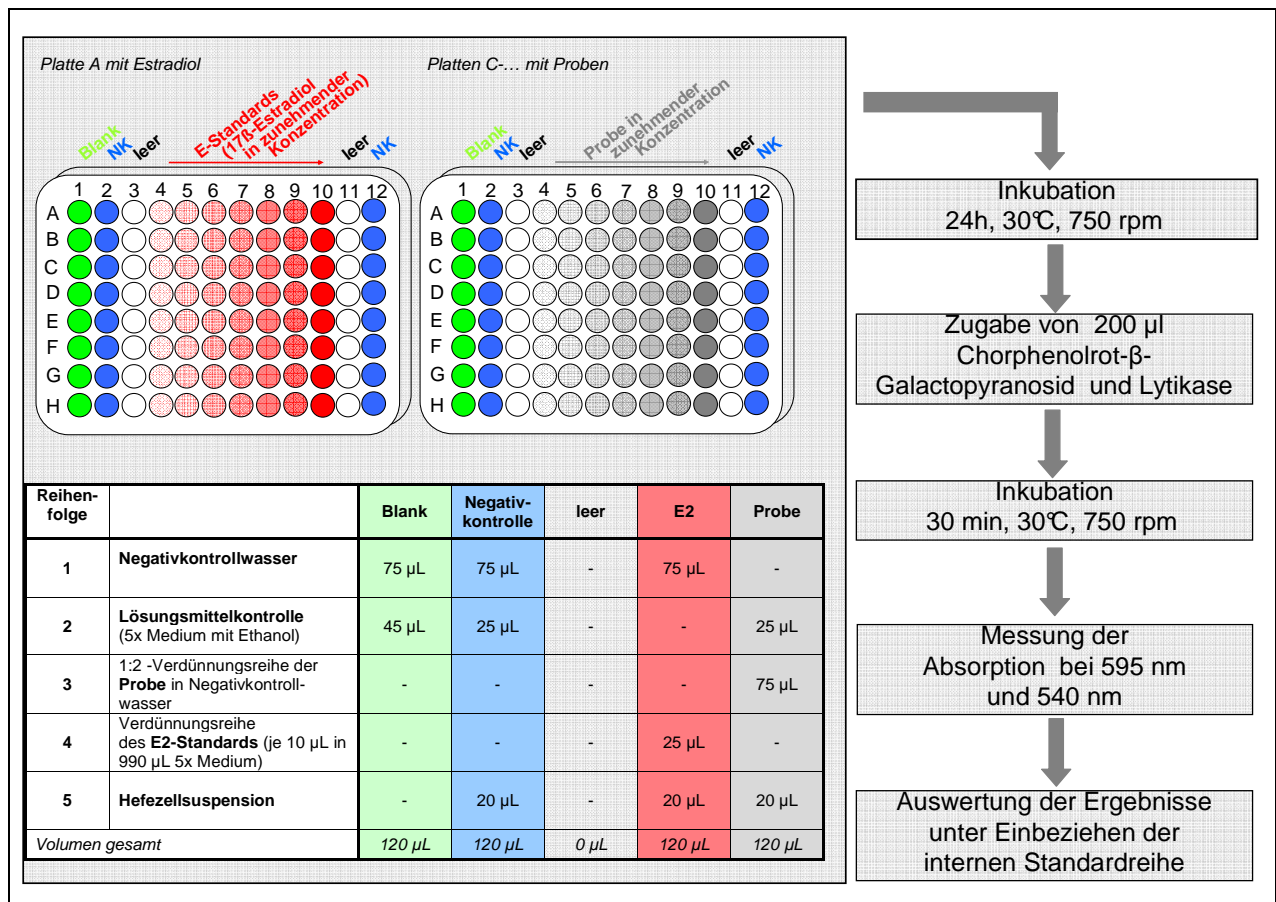 Platte A mit Estradiol
Blank
NK
leer
E-Standards
(17ß-Estradiol
in zunehmender
Konzentration)
leer
NK
1 2 3 4 5 6 7 8 9 10 11 12
A
B
C
D
E
F
G
H
Platten C-… mit Proben
Blank
NK
leer
Probe in
zunehmender
Konzentration
leer
NK
1 2 3 4 5 6 7 8 9 10 11 12
A
B
C
D
E
F
G
H
Reihen-
folge
Blank
Negativ-
kontrolle
leer
E2
Probe
1 Negativkontrollwasser 75 µL 75 µL - 75 µL -
2 Lösungsmittelkontrolle
(5x Medium mit Ethanol)
45 µL 25 µL - - 25 µL
3 1:2 -Verdünnungsreihe der
Probe in Negativkontroll-
wasser
- - - - 75 µL
4 Verdünnungsreihe
des E2-Standards (je 10 µL in
990 µL 5x Medium)
- - - 25 µL -
5 Hefezellsuspension - 20 µL - 20 µL 20 µL
Volumen gesamt 120 µL 120 µL 0 µL 120 µL 120 µL
Inkubation
24h, 30°C, 750 rpm
Zugabe von 200 µl
Chorphenolrot-β-
Galactopyranosid und Lytikase
Inkubation
30 min, 30°C, 750 rpm
Messung der
Absorption bei 595 nm
und 540 nm
Auswertung der Ergebnisse
unter Einbeziehen der
internen Standardreihe